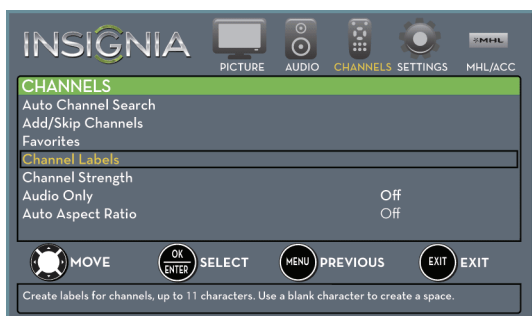 INSIGNIA
PICTURE AUDIO CHANNELS SETTINGS MHL/ACC
MHL
CHANNELS
Auto Channel Search
Add/Skip Channels
Favorites
Channel Labels
Channel Strength
Audio Only Off
Auto Aspect Ratio Off
MOVE OK ENTER SELECT MENU PREVIOUS EXIT EXIT
Create labels for channels, up to 11 characters. Use a blank character to create a space.